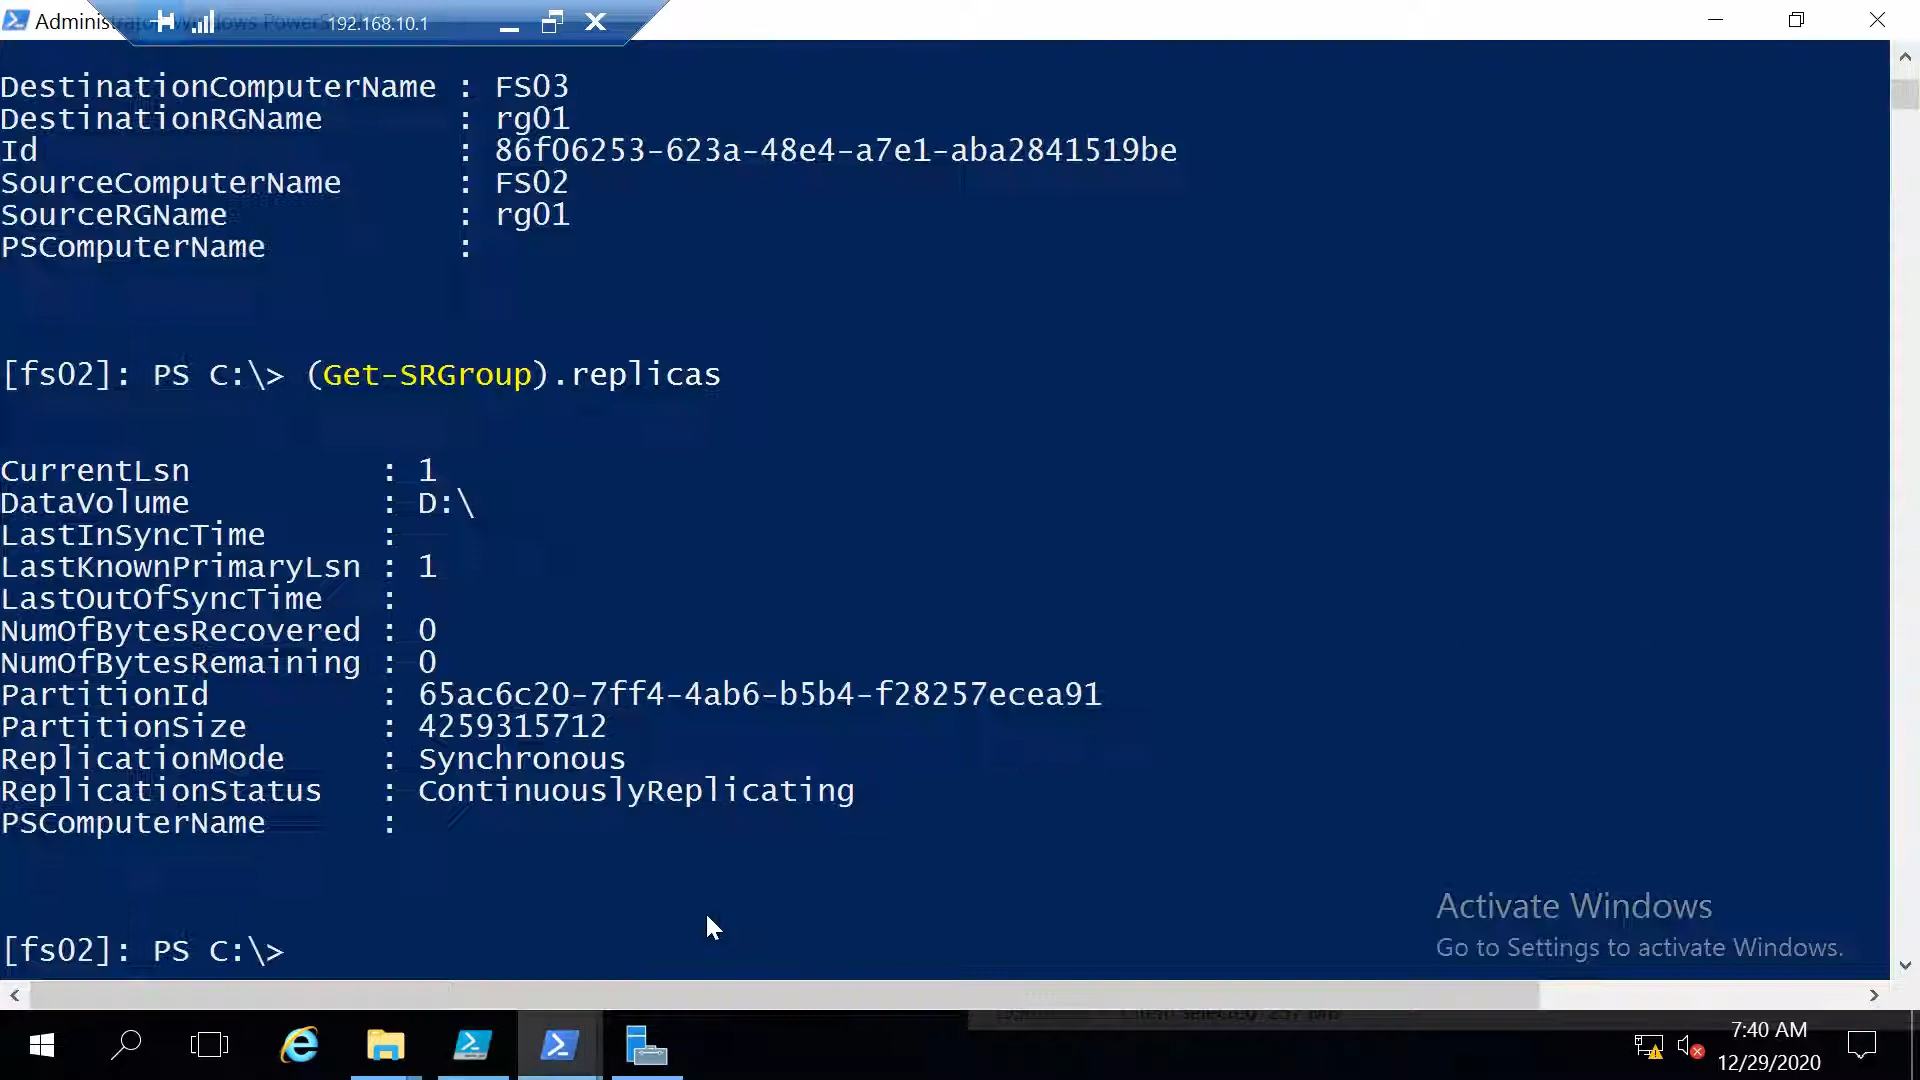 Administrator: Windows PowerShell
192.168.10.1
DestinationComputerName : FS03
DestinationRGName : rg01
Id : 86f06253-623a-48e4-a7e1-aba2841519be
SourceComputerName : FS02
SourceRGName : rg01
PSComputerName :
[fs02]: PS C:\> (Get-SRGroup).replicas
CurrentLsn : 1
DataVolume : D:\
LastInSyncTime :
LastKnownPrimaryLsn : 1
LastOutOfSyncTime :
NumOfBytesRecovered : 0
NumOfBytesRemaining : 0
PartitionId : 65ac6c20-7ff4-4ab6-b5b4-f28257ecea91
PartitionSize : 4259315712
ReplicationMode : Synchronous
ReplicationStatus : ContinuouslyReplicating
PSComputerName :
[fs02]: PS C:\>
Activate Windows
Go to Settings to activate Windows.
7:40 AM
12/29/2020